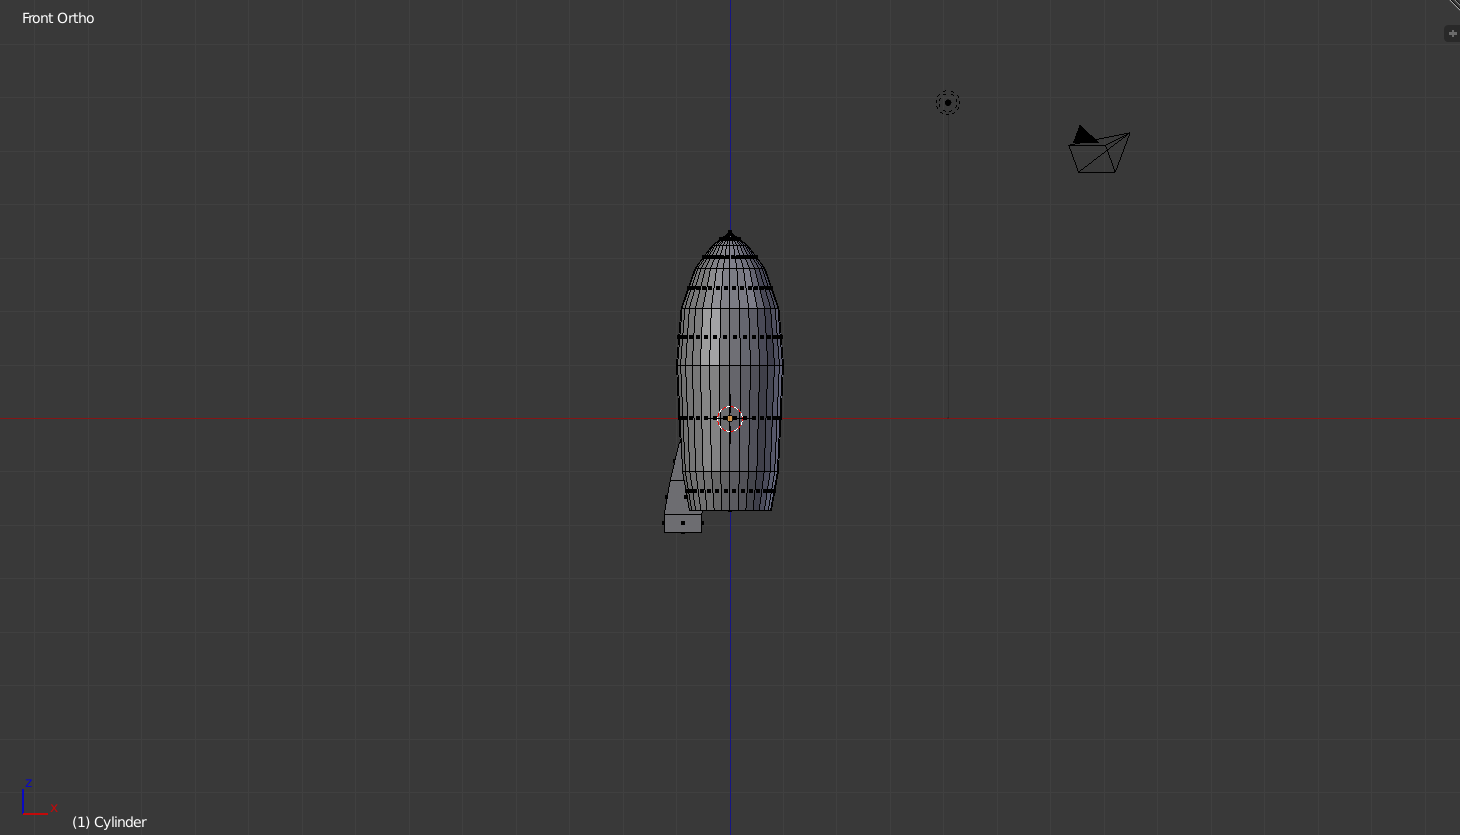 Front Ortho
z
x
(1) Cylinder